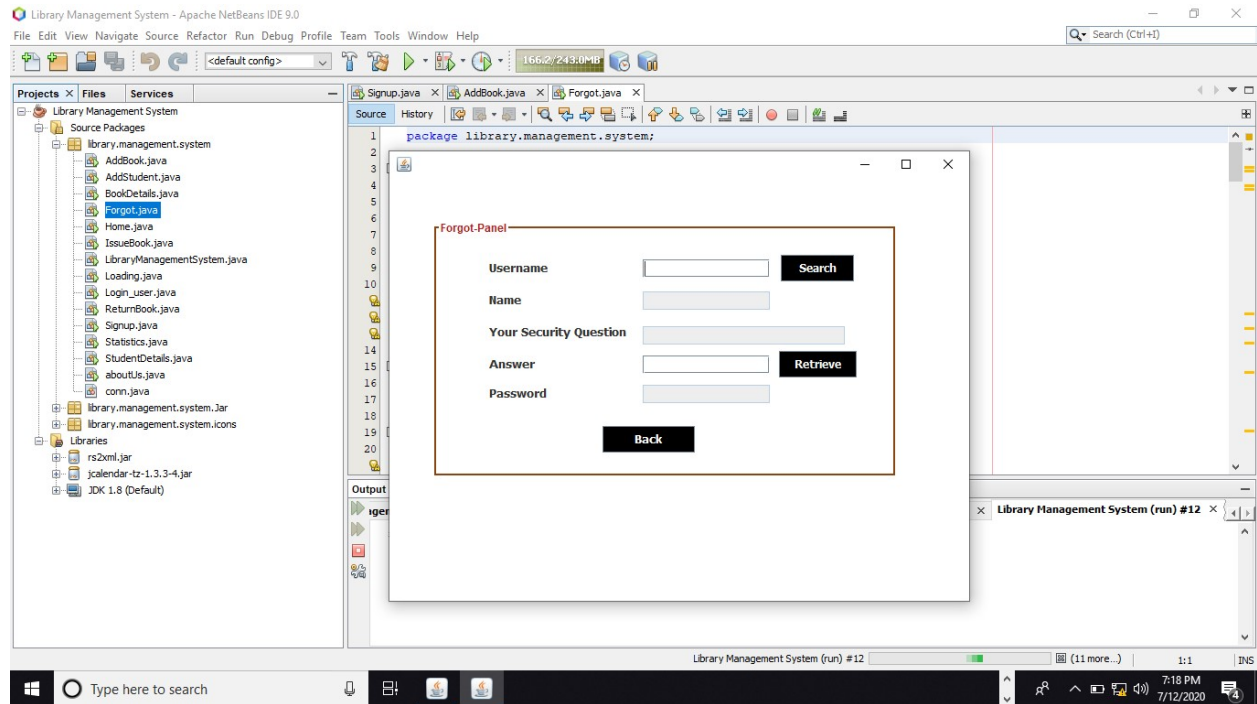 Library Management System - Apache NetBeans IDE 9.0
File Edit View Navigate Source Refactor Run Debug Profile Team Tools Window Help
Search (Ctrl+I)
<default config>
166.2/243.0MB
Projects
Files
Services
Library Management System
Source Packages
library.management.system
AddBook.java
AddStudent.java
BookDetails.java
Forgot.java
Home.java
IssueBook.java
LibraryManagementSystem.java
Loading.java
Login_user.java
ReturnBook.java
Signup.java
Statistics.java
StudentDetails.java
aboutUs.java
conn.java
library.management.system.Jar
library.management.system.icons
Libraries
rs2xml.jar
jcalendar-tz-1.3.3-4.jar
JDK 1.8 (Default)
Signup.java
AddBook.java
Forgot.java
Source
History
1 package library.management.system;
2
3
4
5
6
7
8
9
10
14
15
16
17
18
19
20
Forgot-Panel
Username
Search
Name
Your Security Question
Answer
Retrieve
Password
Back
Output
ager
Library Management System (run) #12
Library Management System (run) #12
(11 more...)
1:1
INS
Type here to search
7:18 PM
7/12/2020
4